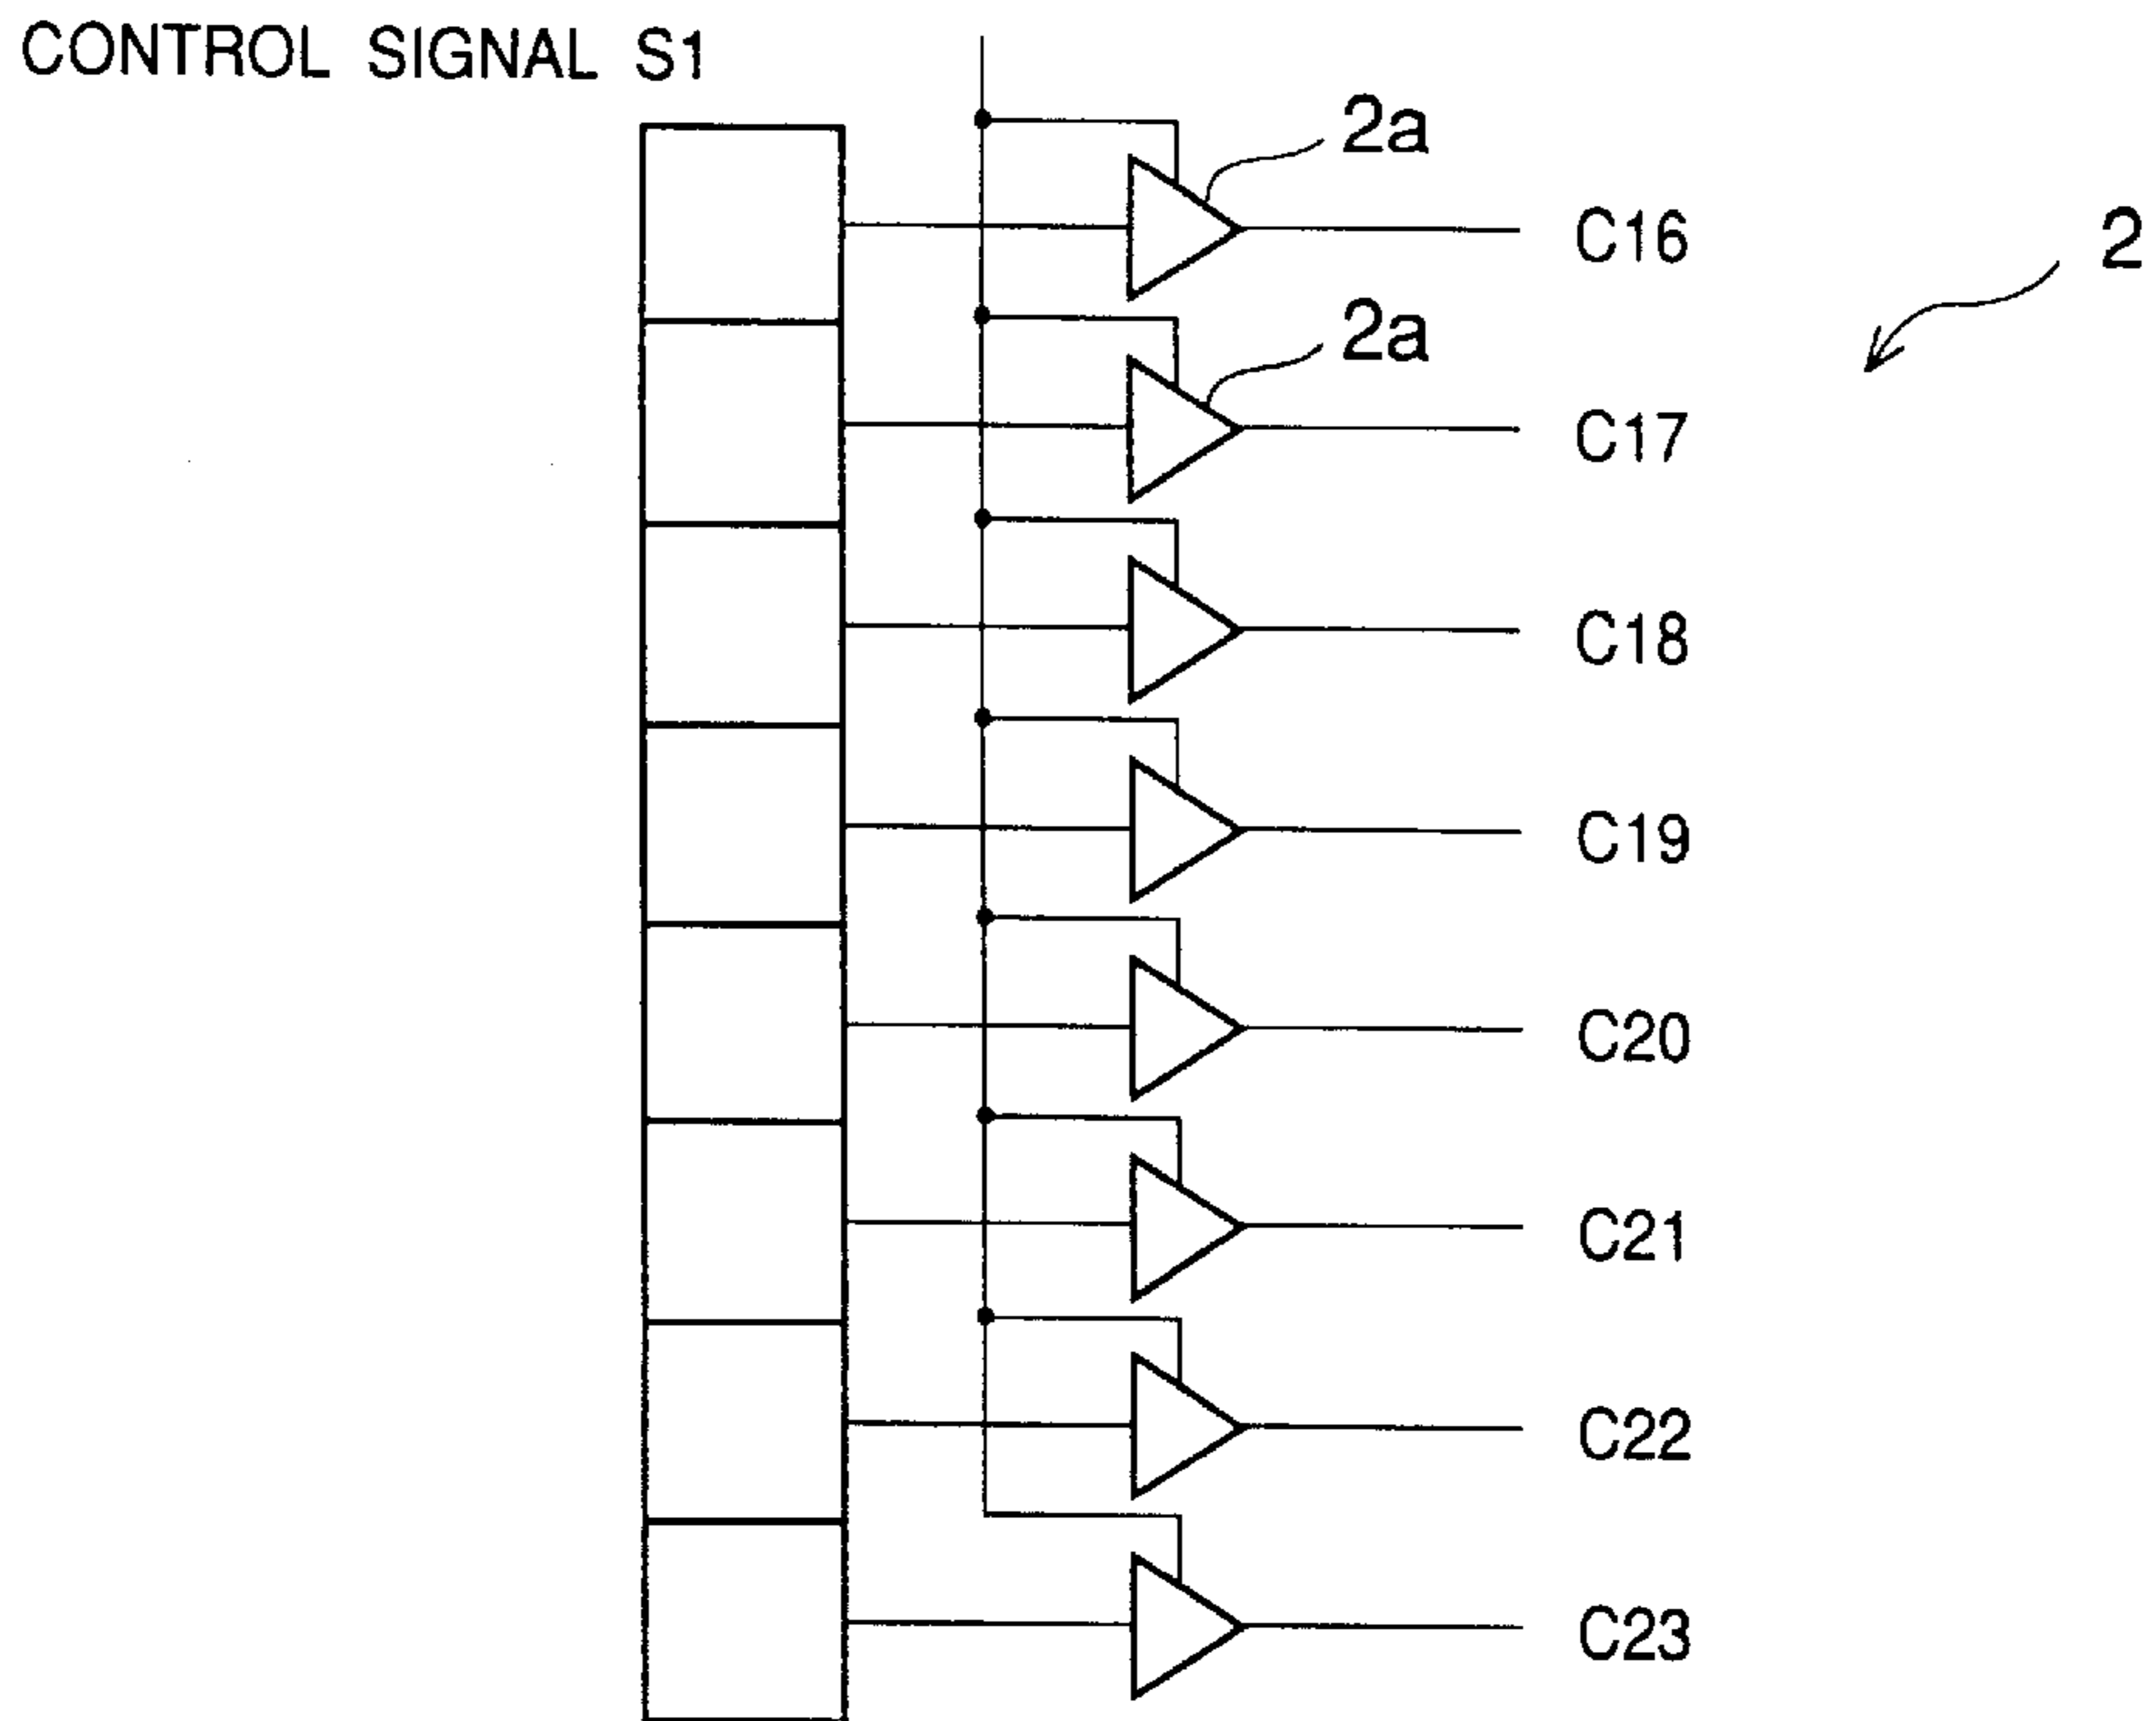 CONTROL SIGNAL S1
2a
C16
2
2a
C17
C18
C19
C20
C21
C22
C23